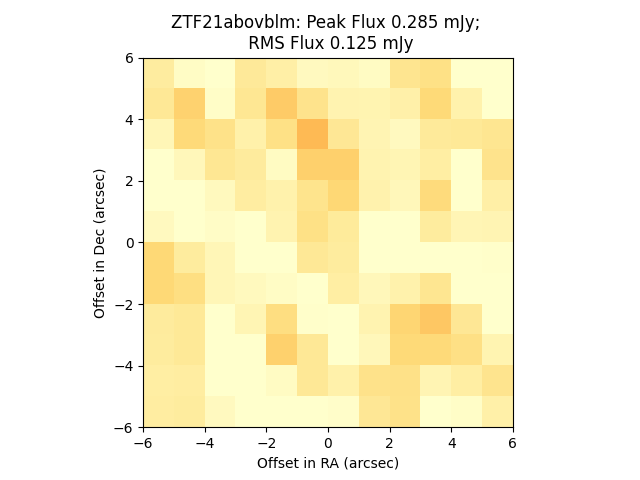 ZTF21abovblm: Peak Flux 0.285 mJy;
RMS Flux 0.125 mJy
6
4
2
0
−2
−4
−6
Offset in Dec (arcsec)
−6 −4 −2 0 2 4 6
Offset in RA (arcsec)